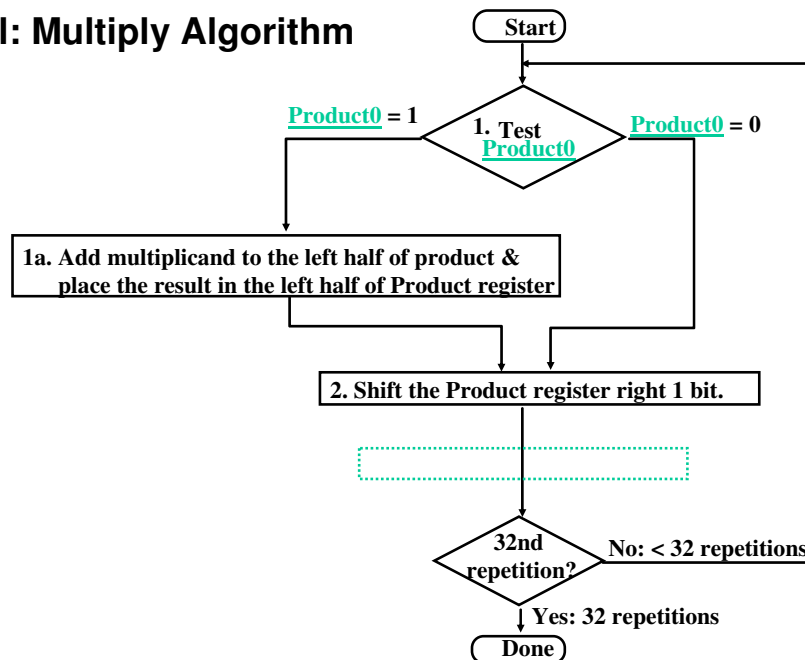 l: Multiply Algorithm
Start
Product0 = 1
1. Test
Product0
Product0 = 0
1a. Add multiplicand to the left half of product &
place the result in the left half of Product register
2. Shift the Product register right 1 bit.
32nd
repetition?
No: < 32 repetitions
Yes: 32 repetitions
Done